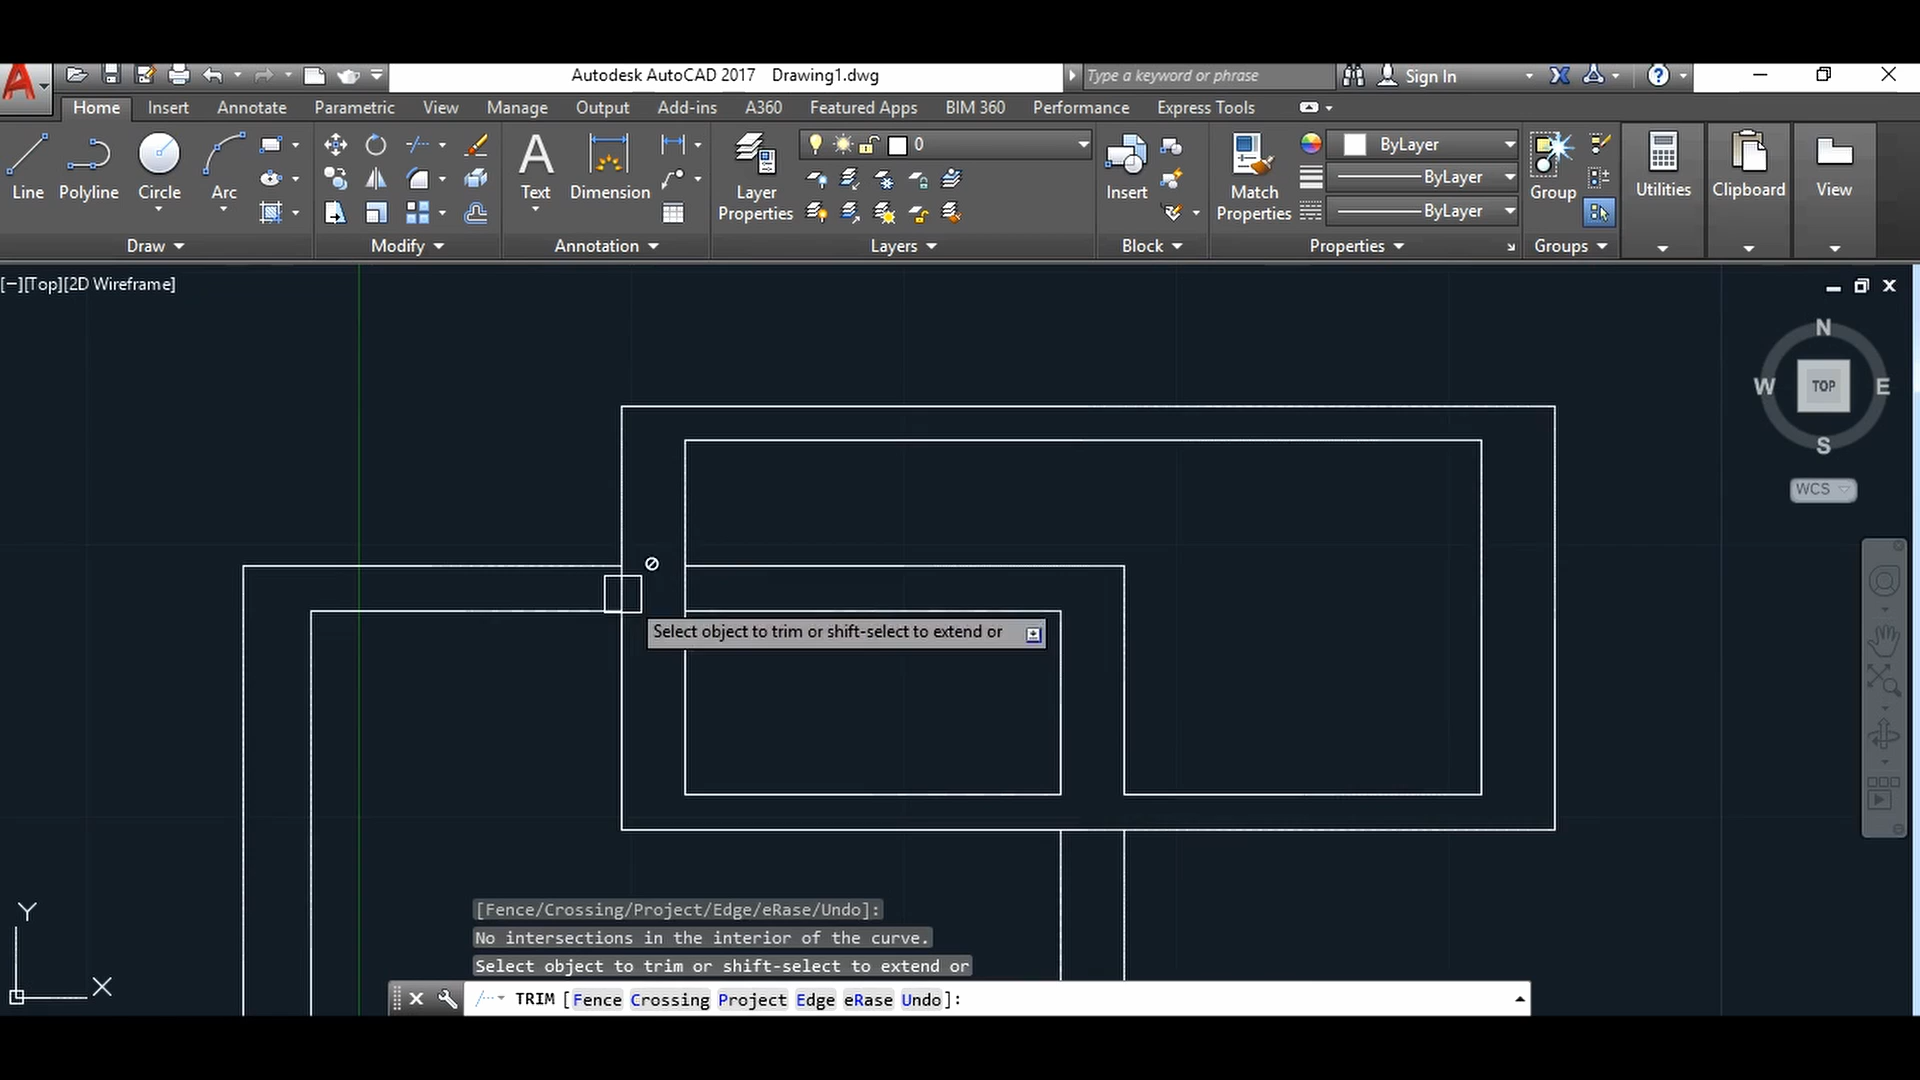 Autodesk AutoCAD 2017 Drawing1.dwg
Type a keyword or phrase
Sign In
Home Insert Annotate Parametric View Manage Output Add-ins A360 Featured Apps BIM 360 Performance Express Tools
Line
Polyline
Circle
Arc
Draw
Modify
Text
Dimension
Annotation
Layer
Properties
0
Layers
Insert
Block
Match
Properties
ByLayer
ByLayer
ByLayer
Properties
Group
Groups
Utilities
Clipboard
View
[−][Top][2D Wireframe]
N
W TOP E
S
WCS
Select object to trim or shift-select to extend or
Y
X
[Fence/Crossing/Project/Edge/eRase/Undo]:
No intersections in the interior of the curve.
Select object to trim or shift-select to extend or
TRIM [Fence Crossing Project Edge eRase Undo]: